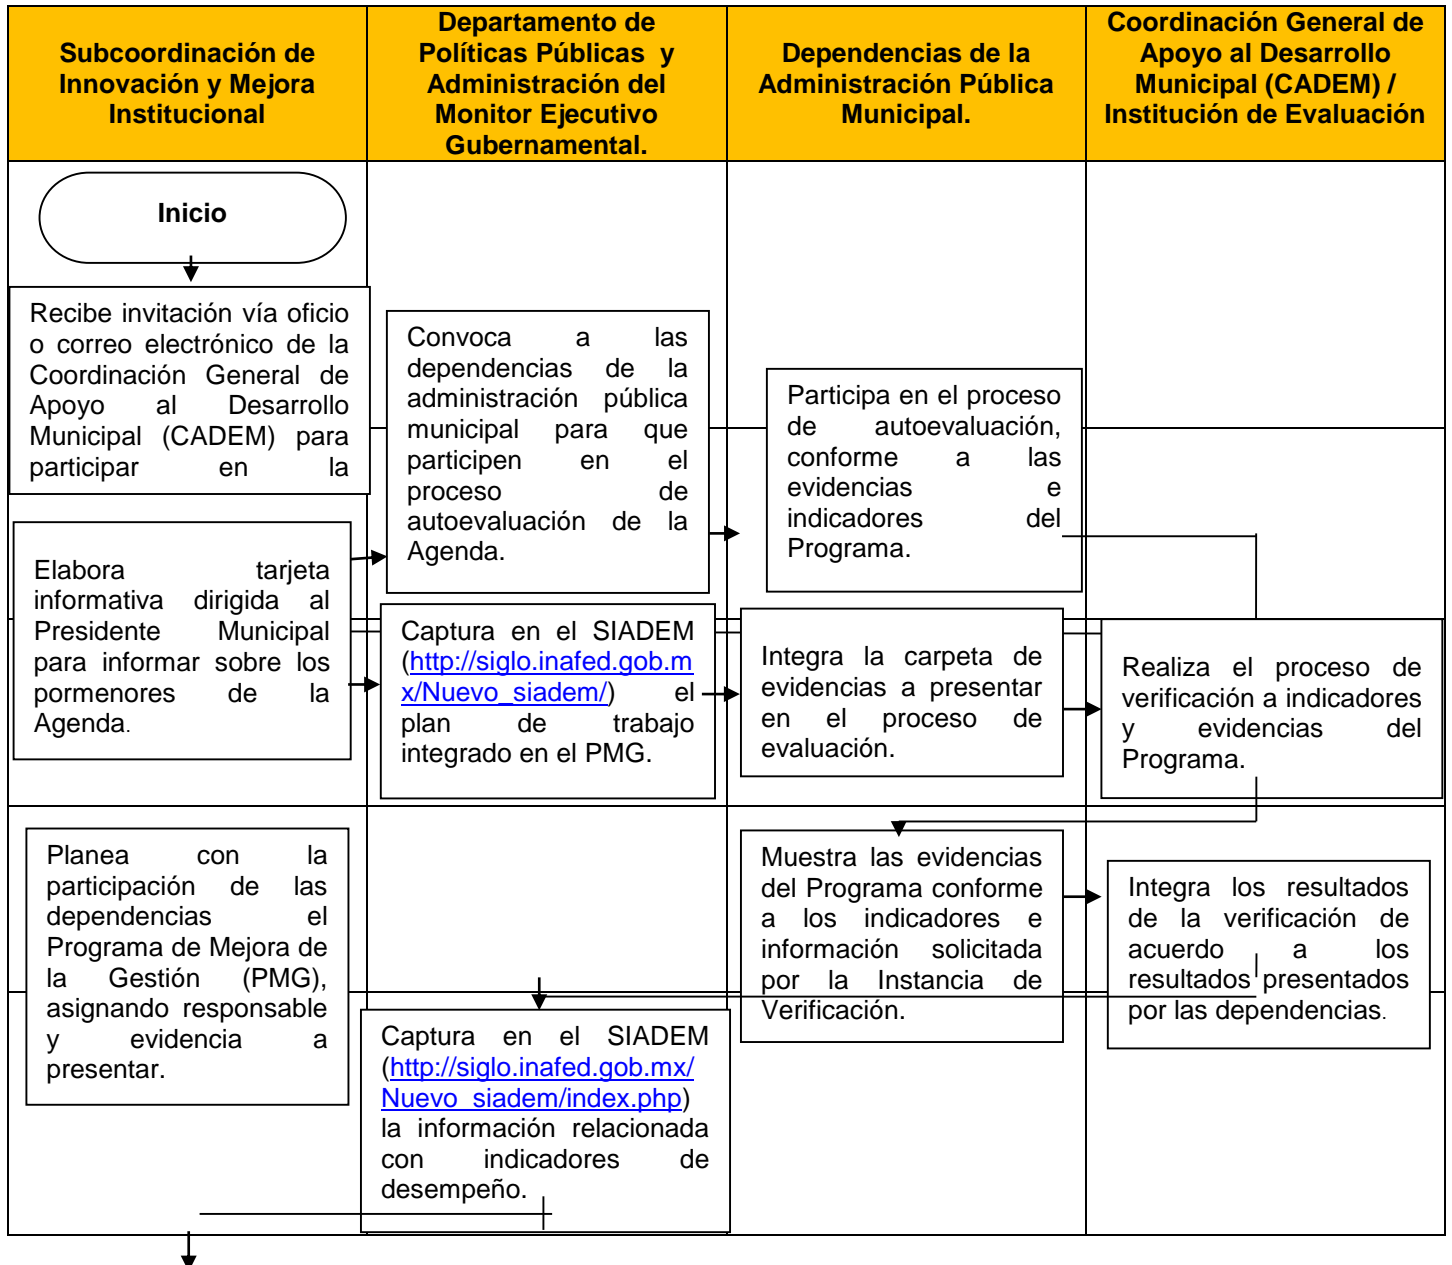 Subcoordinación de
Innovación y Mejora
Institucional
Departamento de
Políticas Públicas y
Administración del
Monitor Ejecutivo
Gubernamental.
Dependencias de la
Administración Pública
Municipal.
Coordinación General de
Apoyo al Desarrollo
Municipal (CADEM) /
Institución de Evaluación
Inicio
Recibe invitación vía oficio
o correo electrónico de la
Coordinación General de
Apoyo al Desarrollo
Municipal (CADEM) para
participar en la
Convoca a las
dependencias de la
administración pública
municipal para que
participen en el
proceso de
autoevaluación de la
Agenda.
Participa en el proceso
de autoevaluación,
conforme a las
evidencias e
indicadores del
Programa.
Elabora tarjeta
informativa dirigida al
Presidente Municipal
para informar sobre los
pormenores de la
Agenda.
Captura en el SIADEM
(http://siglo.inafed.gob.m
x/Nuevo_siadem/) el
plan de trabajo
integrado en el PMG.
Integra la carpeta de
evidencias a presentar
en el proceso de
evaluación.
Realiza el proceso de
verificación a indicadores
y evidencias del
Programa.
Planea con la
participación de las
dependencias el
Programa de Mejora de
la Gestión (PMG),
asignando responsable
y evidencia a
presentar.
Muestra las evidencias
del Programa conforme
a los indicadores e
información solicitada
por la Instancia de
Verificación.
Integra los resultados
de la verificación de
acuerdo a los
resultados presentados
por las dependencias.
Captura en el SIADEM
(http://siglo.inafed.gob.mx/
Nuevo_siadem/index.php)
la información relacionada
con indicadores de
desempeño.